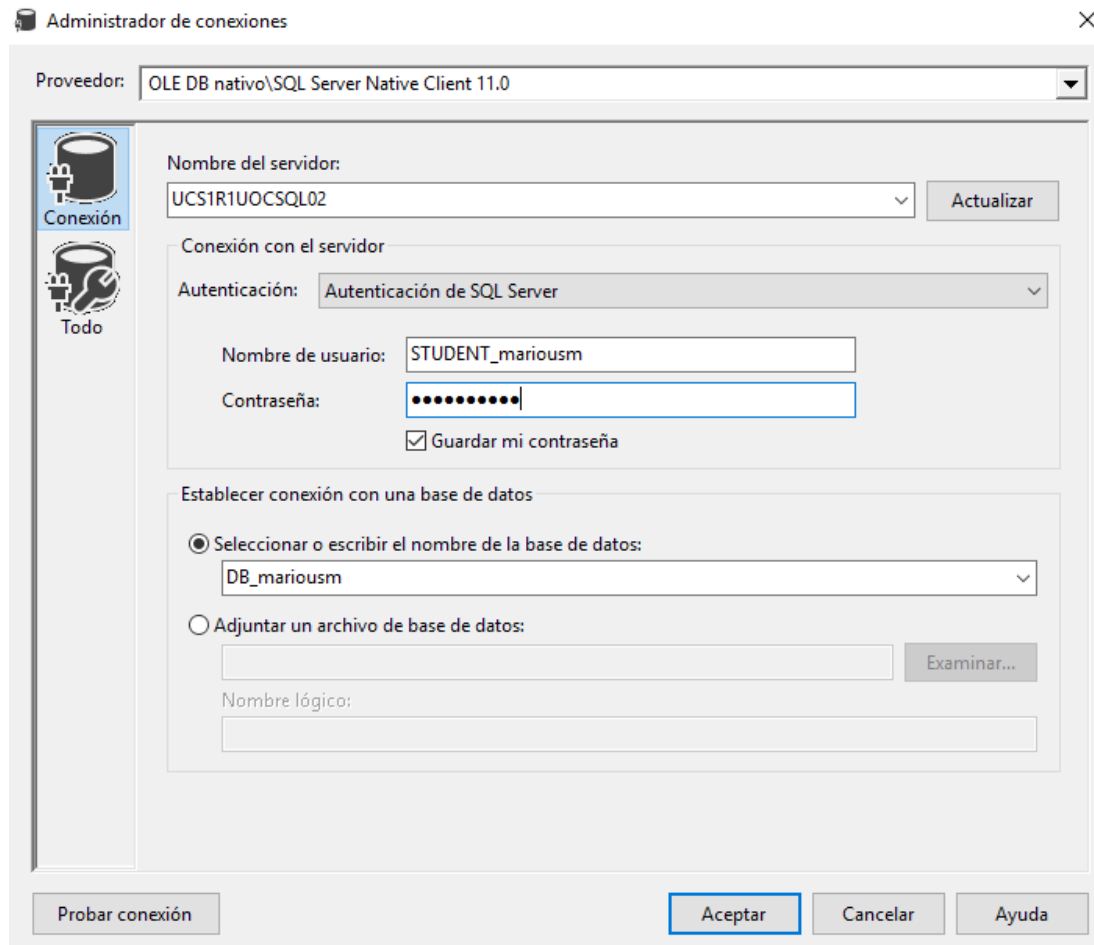 Administrador de conexiones
Proveedor: OLE DB nativo\SQL Server Native Client 11.0
Conexión
Todo
Nombre del servidor:
UCS1R1UOCSQL02 Actualizar
Conexión con el servidor
Autenticación: Autenticación de SQL Server
Nombre de usuario: STUDENT_mariousm
Contraseña: ●●●●●●●●●●
Guardar mi contraseña
Establecer conexión con una base de datos
Seleccionar o escribir el nombre de la base de datos:
DB_mariousm
Adjuntar un archivo de base de datos:
Examinar...
Nombre lógico:
Probar conexión Aceptar Cancelar Ayuda